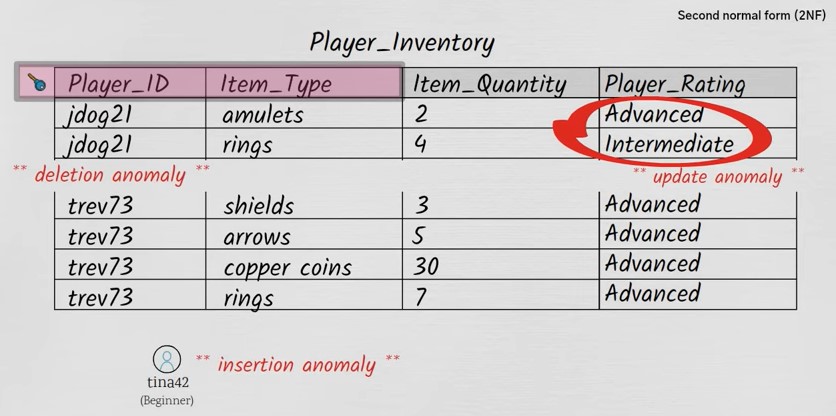 Second normal form (2NF)
Player_Inventory
Player_ID Item_Type Item_Quantity Player_Rating
jdog21 amulets 2 Advanced
jdog21 rings 4 Intermediate
** deletion anomaly ** ** update anomaly **
trev73 shields 3 Advanced
trev73 arrows 5 Advanced
trev73 copper coins 30 Advanced
trev73 rings 7 Advanced
** insertion anomaly **
tina42
(Beginner)